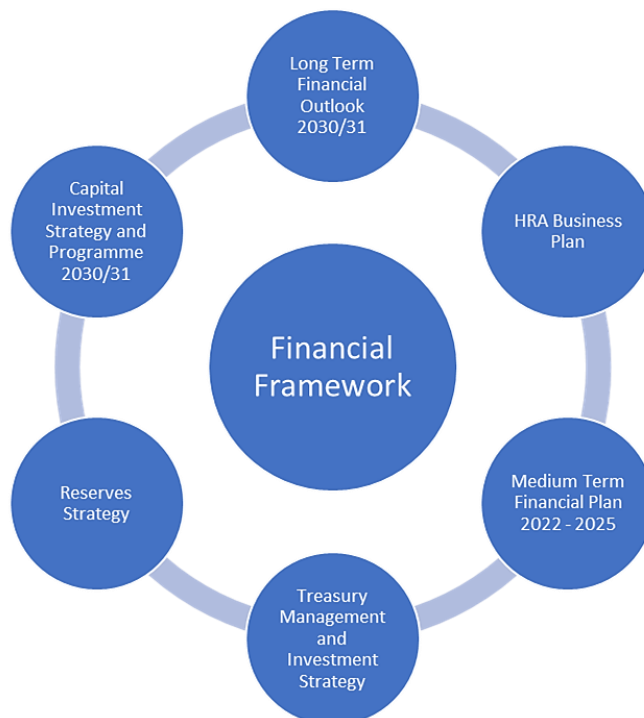 Long Term
Financial
Outlook
2030/31
HRA Business
Plan
Medium Term
Financial Plan
2022 - 2025
Treasury
Management
and
Investment
Strategy
Reserves
Strategy
Capital
Investment
Strategy and
Programme
2030/31
Financial
Framework